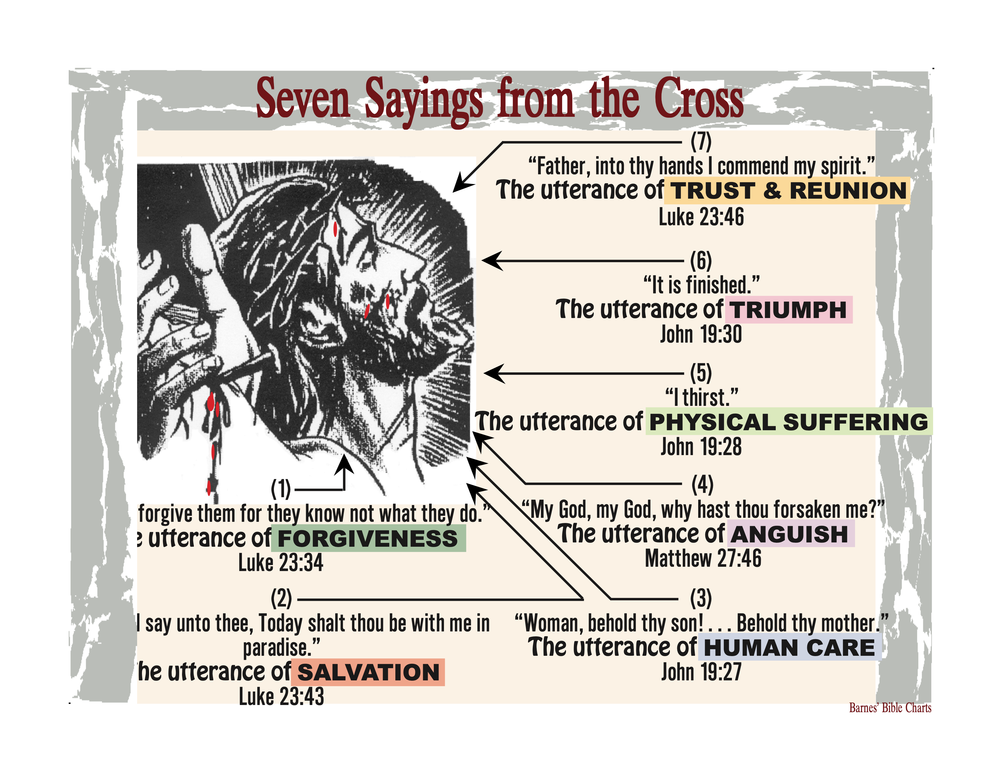 Seven Sayings from the Cross
(7)
“Father, into thy hands I commend my spirit.”
The utterance of TRUST & REUNION
Luke 23:46
(6)
“It is finished.”
The utterance of TRIUMPH
John 19:30
(5)
“I thirst.”
The utterance of PHYSICAL SUFFERING
John 19:28
(4)
“My God, my God, why hast thou forsaken me?”
The utterance of ANGUISH
Matthew 27:46
(1)
forgive them for they know not what they do.”
utterance of FORGIVENESS
Luke 23:34
(2)
I say unto thee, Today shalt thou be with me in
paradise.”
he utterance of SALVATION
Luke 23:43
(3)
“Woman, behold thy son! . . . Behold thy mother.”
The utterance of HUMAN CARE
John 19:27
Barnes’ Bible Charts